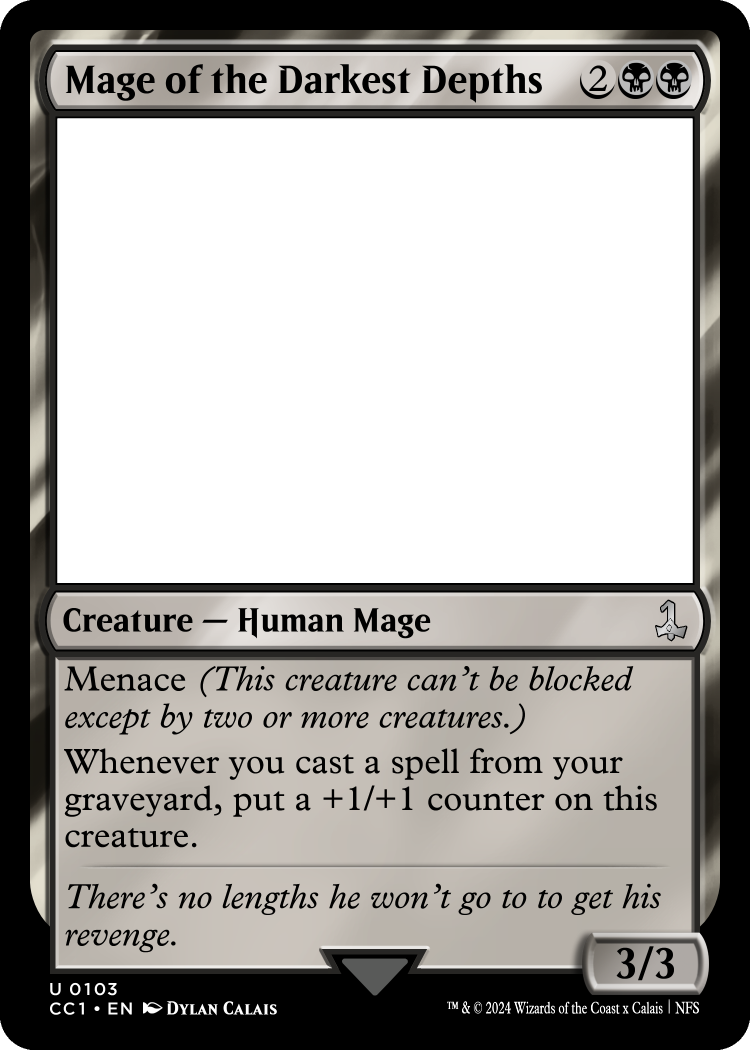 Mage of the Darkest Depths 2
Creature — Human Mage
Menace (This creature can't be blocked
except by two or more creatures.)
Whenever you cast a spell from your
graveyard, put a +1/+1 counter on this
creature.
There's no lengths he won't go to to get his
revenge.
3/3
U 0103
CC1 • EN Dylan Calais
™ & © 2024 Wizards of the Coast x Calais | NFS